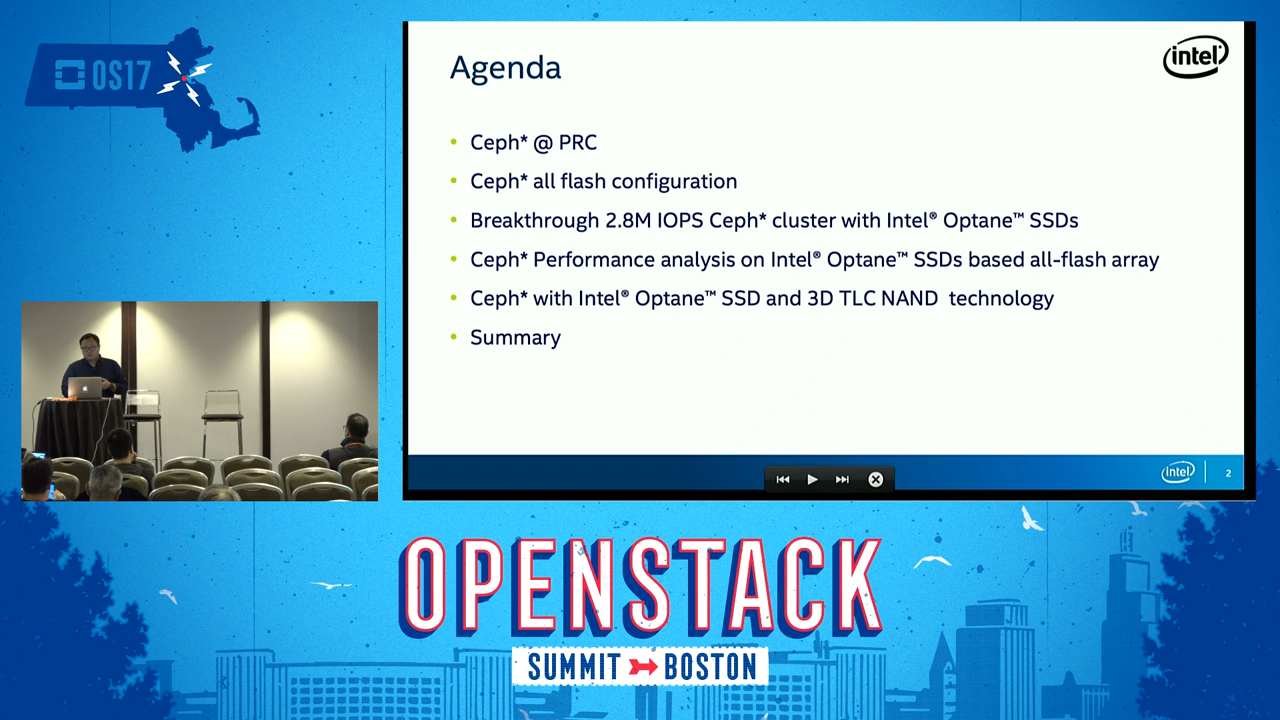 OS17
Agenda
intel
• Ceph* @ PRC
• Ceph* all flash configuration
• Breakthrough 2.8M IOPS Ceph* cluster with Intel® Optane™ SSDs
• Ceph* Performance analysis on Intel® Optane™ SSDs based all-flash array
• Ceph* with Intel® Optane™ SSD and 3D TLC NAND technology
• Summary
intel
2
OPENSTACK
SUMMIT BOSTON